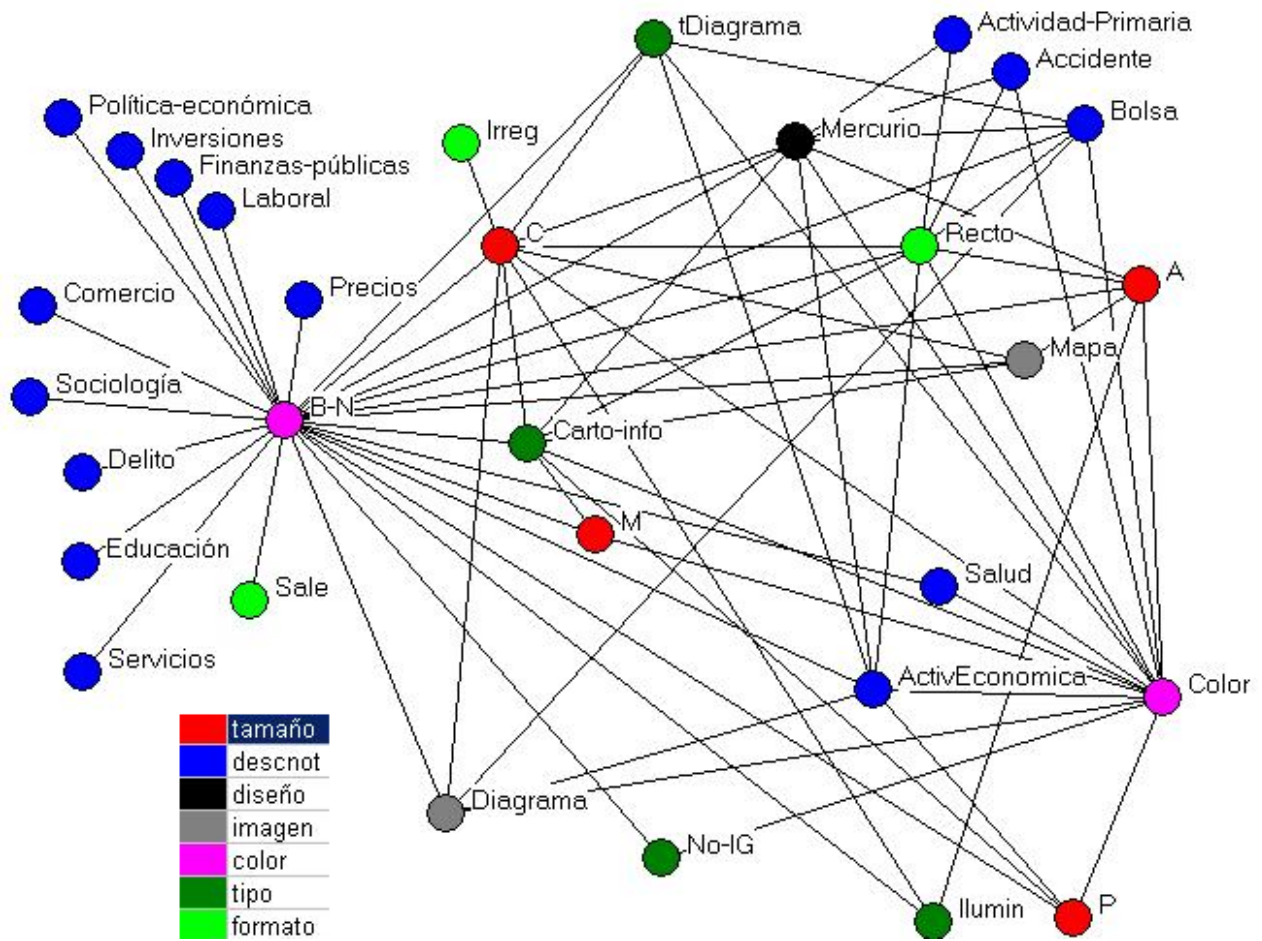 tDiagrama
Actividad-Primaria
Accidente
Política-económica
Inversiones
Irreg
Mercurio
Bolsa
Finanzas-públicas
Laboral
C
Recto
Comercio
Precios
A
Mapa
Sociología
B-N
Carto-info
Delito
M
Educación
Sale
Salud
Servicios
ActivEconomica
Color
tamaño
descnot
diseño
imagen
color
tipo
formato
Diagrama
No-IG
Ilumin
P